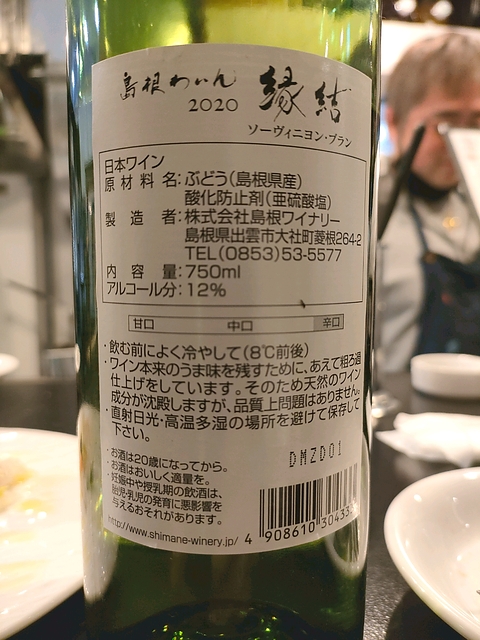 島根わいん 縁結
2020
ソーヴィニヨン・ブラン
日本ワイン
原材料名:ぶどう(島根県産)
酸化防止剤(亜硫酸塩)
製造者:株式会社島根ワイナリー
島根県出雲市大社町菱根264-2
TEL(0853)53-5577
内容量:750ml
アルコール分:12%
甘口 中口 辛口
・飲む前によく冷やして(8℃前後)
・ワイン本来のうま味を残すために、あえて粗ろ過
仕上げをしています。そのため天然のワイン
成分が沈殿しますが、品質上問題はありません。
・直射日光・高温多湿の場所を避けて保存して
下さい。
DMZD01
・お酒は20歳になってから。
・お酒はおいしく適量を。
・妊娠中や授乳期の飲酒は、
胎児・乳児の発育に悪影響を
与えるおそれがあります。
http://www.shimane-winery.jp/
4 908610 30433